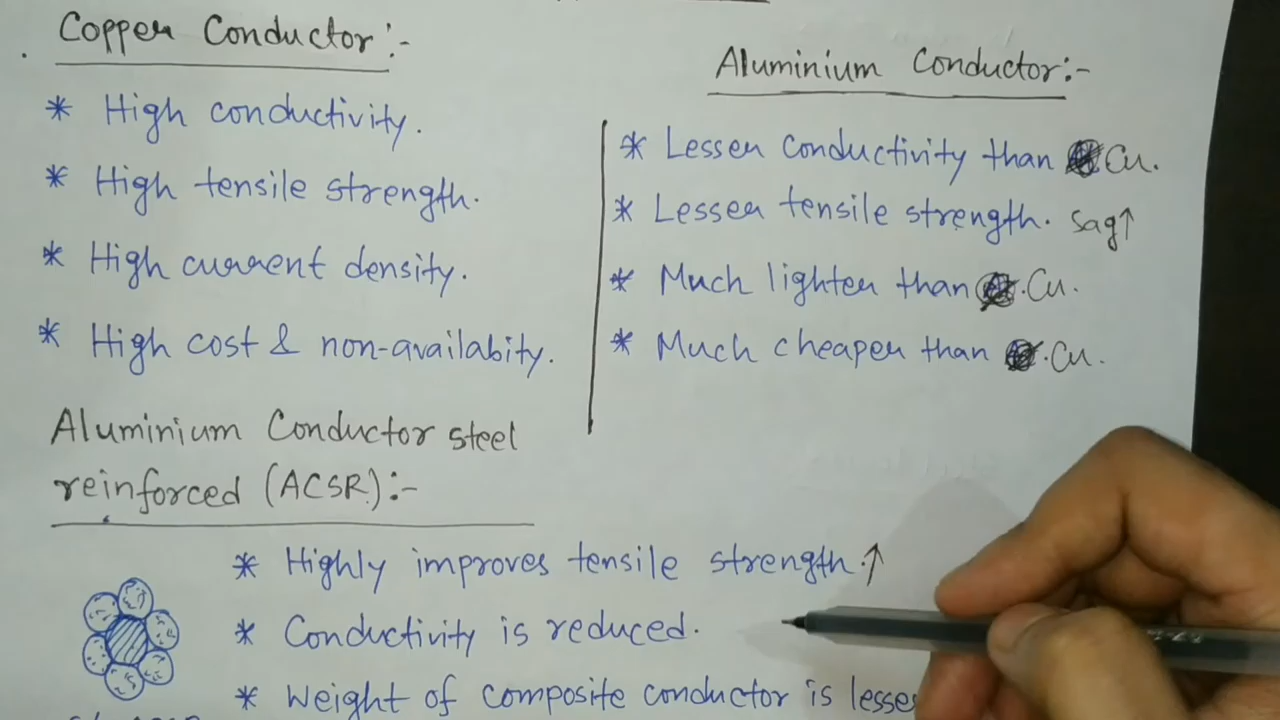 Copper Conductor:-
* High conductivity.
* High tensile strength.
* High current density.
* High cost & non-availabity.
Aluminium Conductor:-
* Lesser conductivity than Cu.
* Lesser tensile strength. Sag↑
* Much lighter than Cu.
* Much cheaper than Cu.
Aluminium Conductor steel
reinforced (ACSR):-
* Highly improves tensile strength.↑
* Conductivity is reduced.
* Weight of composite conductor is